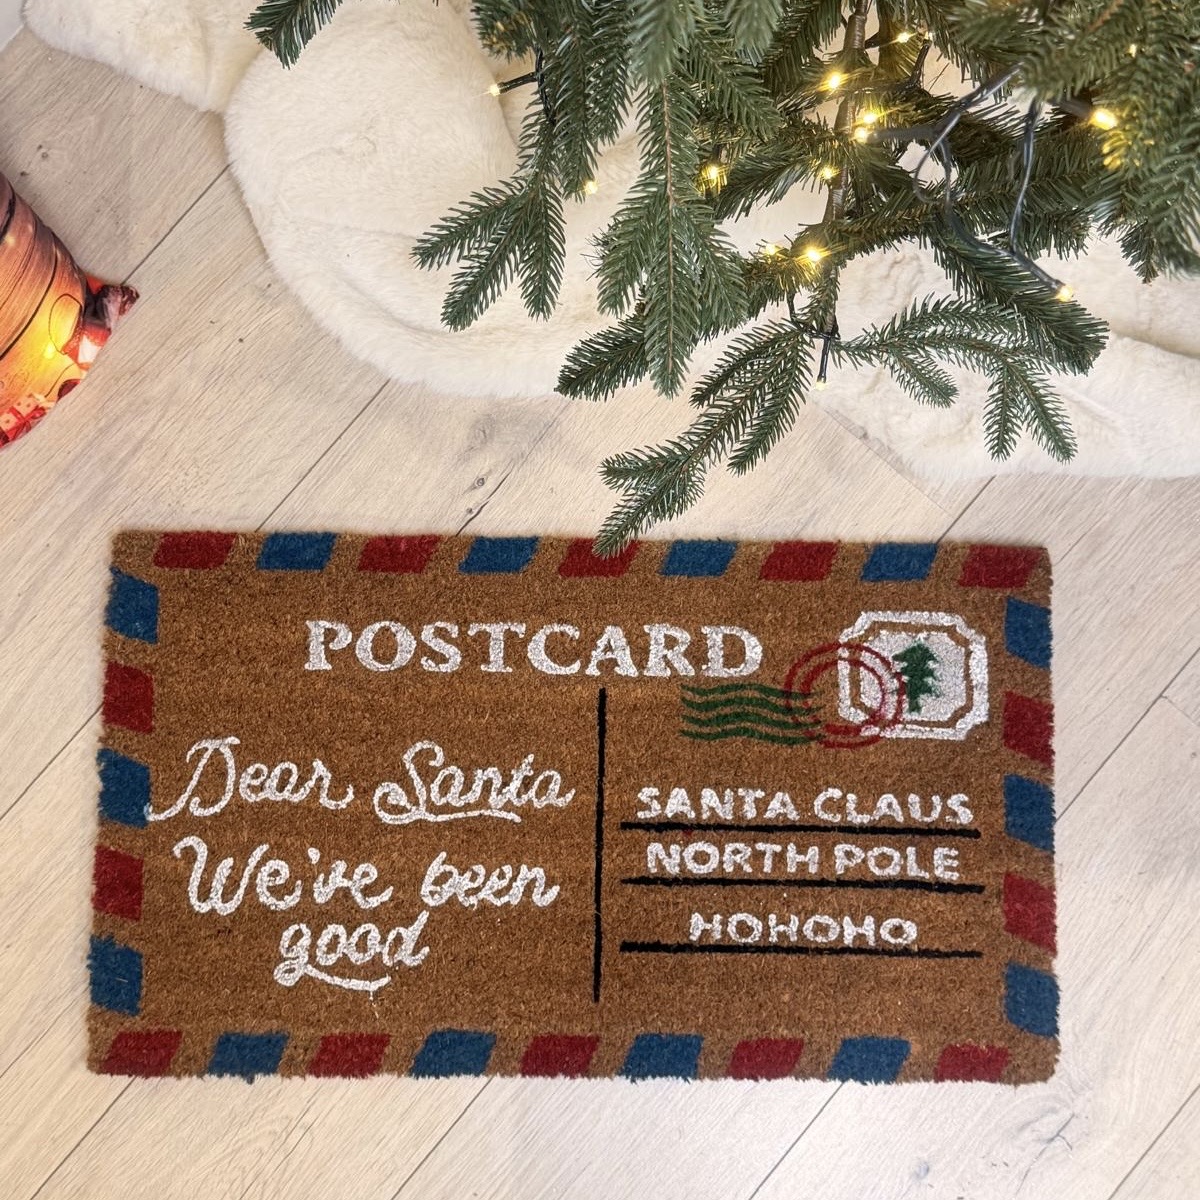 POSTCARD
Dear Santa
We've been
good
SANTA CLAUS
NORTH POLE
HOHOHO